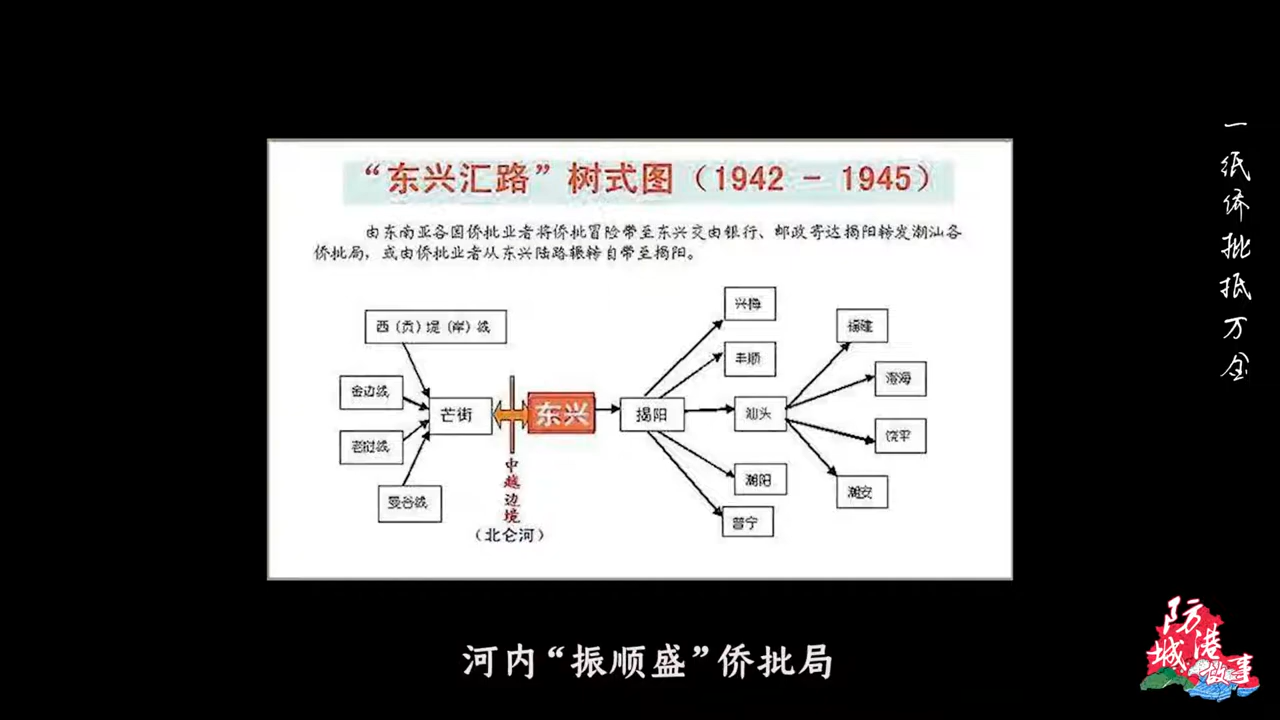 “东兴汇路”树式图（1942 - 1945）
由东南亚各国侨批业者将侨批冒险带至东兴交由银行、邮政寄达揭阳转发潮汕各
侨批局，或由侨批业者从东兴陆路辗转自带至揭阳。
西（贡）堤（岸）线
金边线
老挝线
曼谷线
芒街
东兴
中越边境
（北仑河）
揭阳
兴梅
丰顺
汕头
潮阳
普宁
福建
澄海
饶平
潮安
一纸侨批抵万金
河内“振顺盛”侨批局
防城港故事